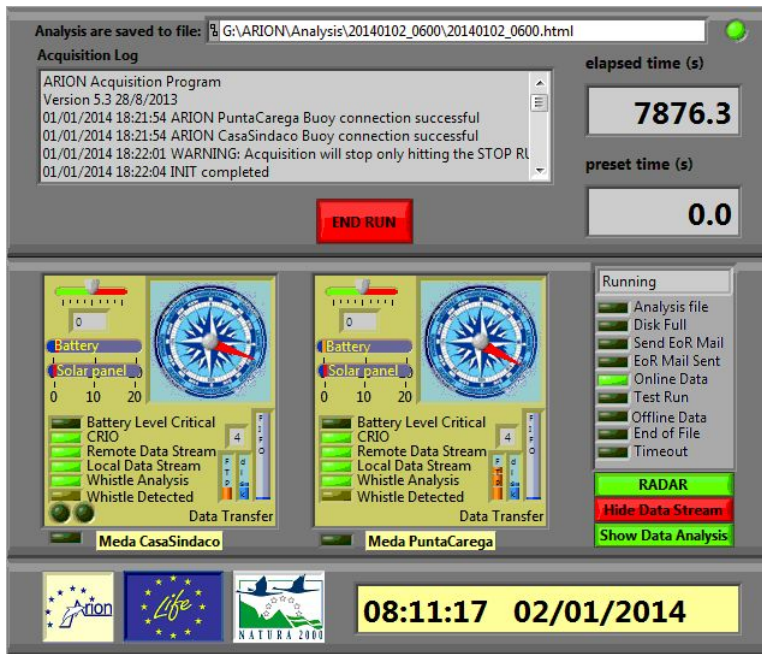 Analysis are saved to file: G:\ARION\Analysis\20140102_0600\20140102_0600.html
Acquisition Log
ARION Acquisition Program
Version 5.3 28/8/2013
01/01/2014 18:21:54 ARION PuntaCarega Buoy connection successful
01/01/2014 18:21:54 ARION CasaSindaco Buoy connection successful
01/01/2014 18:22:01 WARNING: Acquisition will stop only hitting the STOP RU
01/01/2014 18:22:04 INIT completed
elapsed time (s)
7876.3
preset time (s)
0.0
END RUN
0
Battery
Solar panel
0 10 20
Battery Level Critical
CRIO
Remote Data Stream
Local Data Stream
Whistle Analysis
Whistle Detected
4
FIFO
FTP
Data Transfer
Meda CasaSindaco
0
Battery
Solar panel
0 10 20
Battery Level Critical
CRIO
Remote Data Stream
Local Data Stream
Whistle Analysis
Whistle Detected
4
FIFO
FTP
Data Transfer
Meda PuntaCarega
Running
Analysis file
Disk Full
Send EoR Mail
EoR Mail Sent
Online Data
Test Run
Offline Data
End of File
Timeout
RADAR
Hide Data Stream
Show Data Analysis
Arion
Life
NATURA 2000
08:11:17 02/01/2014